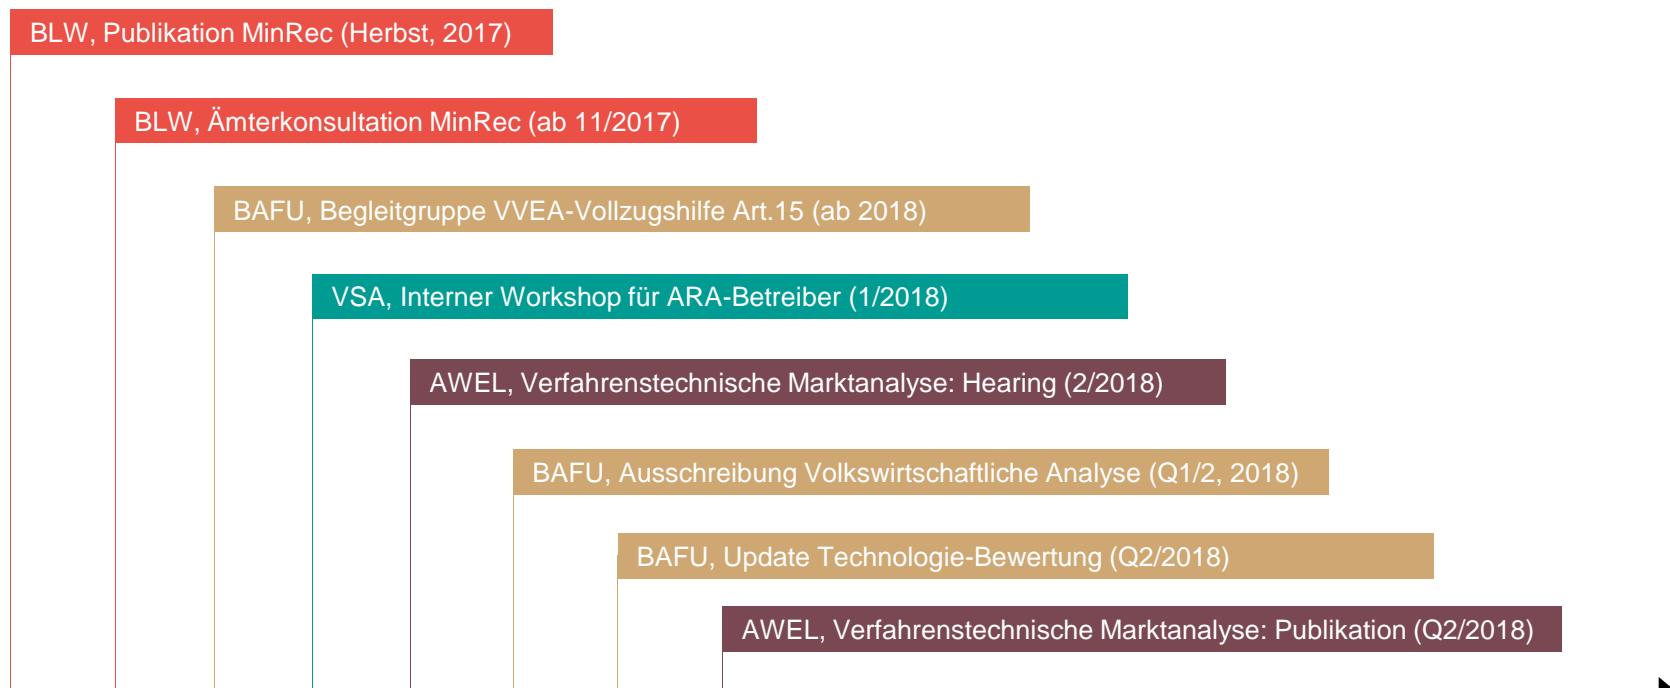 BLW, Publikation MinRec (Herbst, 2017)
BLW, Ämterkonsultation MinRec (ab 11/2017)
BAFU, Begleitgruppe VVEA-Vollzugshilfe Art.15 (ab 2018)
VSA, Interner Workshop für ARA-Betreiber (1/2018)
AWEL, Verfahrenstechnische Marktanalyse: Hearing (2/2018)
BAFU, Ausschreibung Volkswirtschaftliche Analyse (Q1/2, 2018)
BAFU, Update Technologie-Bewertung (Q2/2018)
AWEL, Verfahrenstechnische Marktanalyse: Publikation (Q2/2018)